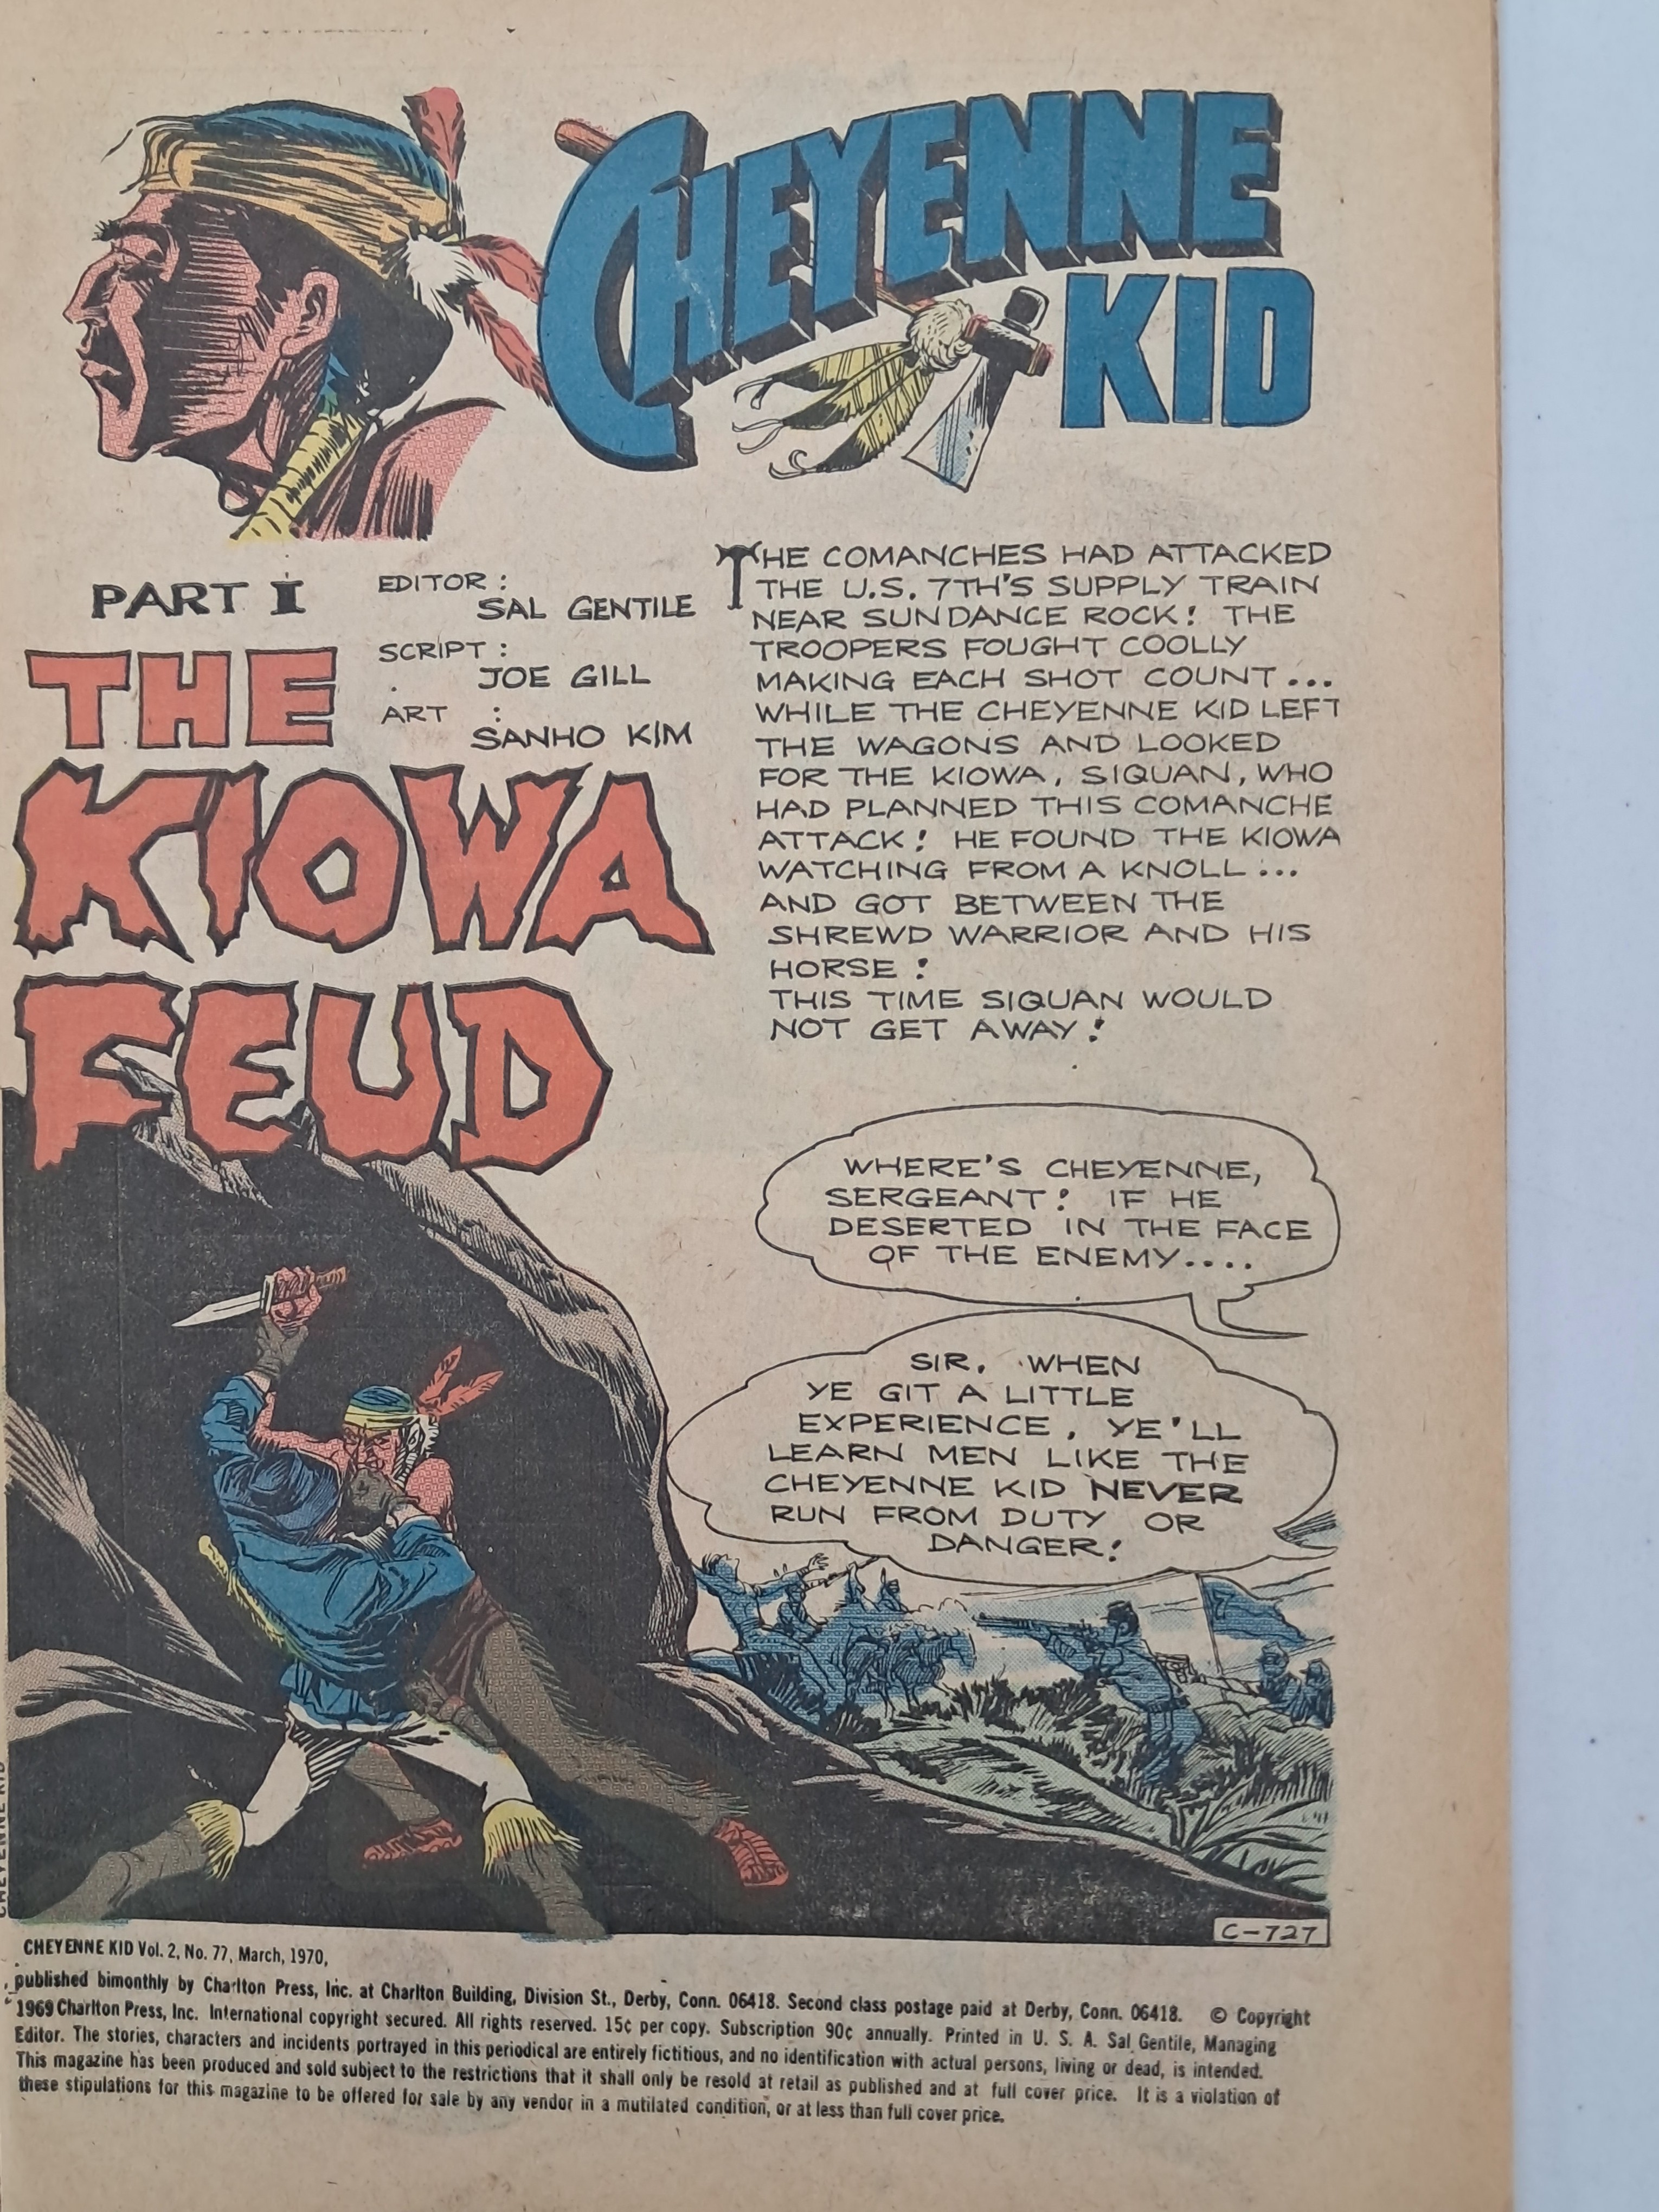 CHEYENNE
KID
PART I
THE
KIOWA
FEUD
EDITOR :
SAL GENTILE
SCRIPT :
JOE GILL
ART :
SANHO KIM
THE COMANCHES HAD ATTACKED
THE U.S. 7TH'S SUPPLY TRAIN
NEAR SUNDANCE ROCK! THE
TROOPERS FOUGHT COOLLY
MAKING EACH SHOT COUNT...
WHILE THE CHEYENNE KID LEFT
THE WAGONS AND LOOKED
FOR THE KIOWA, SIQUAN, WHO
HAD PLANNED THIS COMANCHE
ATTACK! HE FOUND THE KIOWA
WATCHING FROM A KNOLL...
AND GOT BETWEEN THE
SHREWD WARRIOR AND HIS
HORSE!
THIS TIME SIQUAN WOULD
NOT GET AWAY!
WHERE'S CHEYENNE,
SERGEANT! IF HE
DESERTED IN THE FACE
OF THE ENEMY....
SIR. WHEN
YE GIT A LITTLE
EXPERIENCE, YE'LL
LEARN MEN LIKE THE
CHEYENNE KID NEVER
RUN FROM DUTY OR
DANGER!
7
C-727
CHEYENNE KID
CHEYENNE KID Vol. 2, No. 77, March, 1970,
published bimonthly by Charlton Press, Inc. at Charlton Building, Division St., Derby, Conn. 06418. Second class postage paid at Derby, Conn. 06418. © Copyright
1969 Charlton Press, Inc. International copyright secured. All rights reserved. 15¢ per copy. Subscription 90¢ annually. Printed in U. S. A. Sal Gentile, Managing
Editor. The stories, characters and incidents portrayed in this periodical are entirely fictitious, and no identification with actual persons, living or dead, is intended.
This magazine has been produced and sold subject to the restrictions that it shall only be resold at retail as published and at full cover price. It is a violation of
these stipulations for this magazine to be offered for sale by any vendor in a mutilated condition, or at less than full cover price.